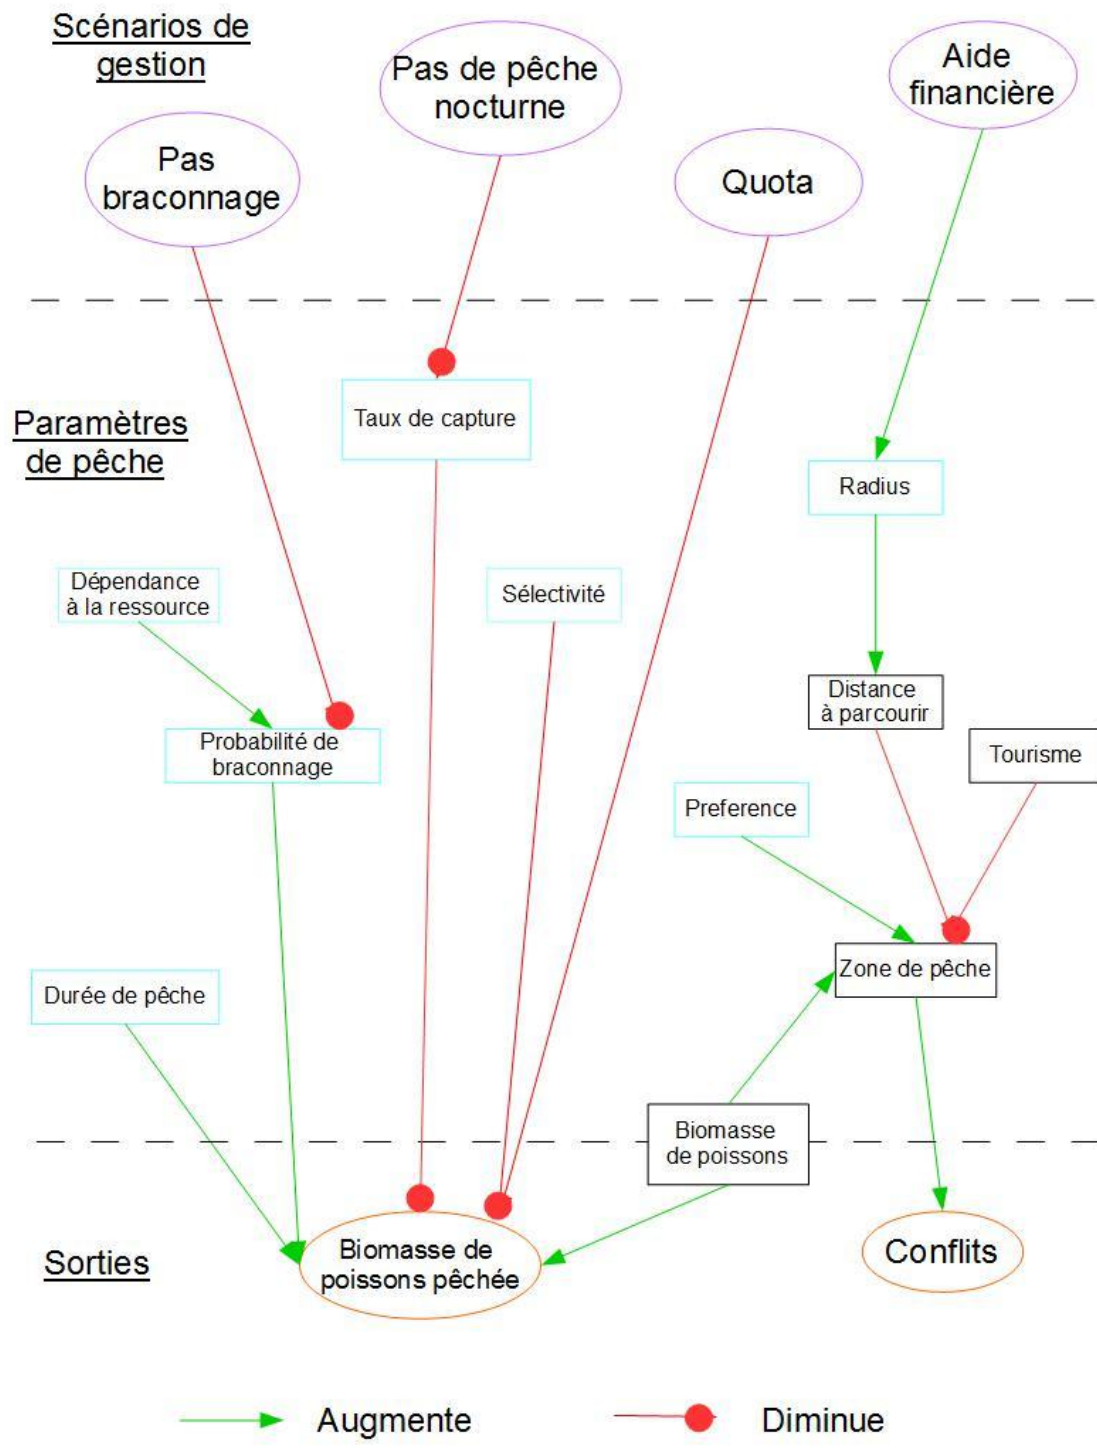 Scénarios de
gestion
Pas de pêche
nocturne
Aide
financière
Pas
braconnage
Quota
Paramètres
de pêche
Taux de capture
Radius
Dépendance
à la ressource
Sélectivité
Distance
à parcourir
Probabilité de
braconnage
Tourisme
Preference
Zone de pêche
Durée de pêche
Biomasse
de poissons
Sorties
Biomasse de
poissons pêchée
Conflits
Augmente
Diminue